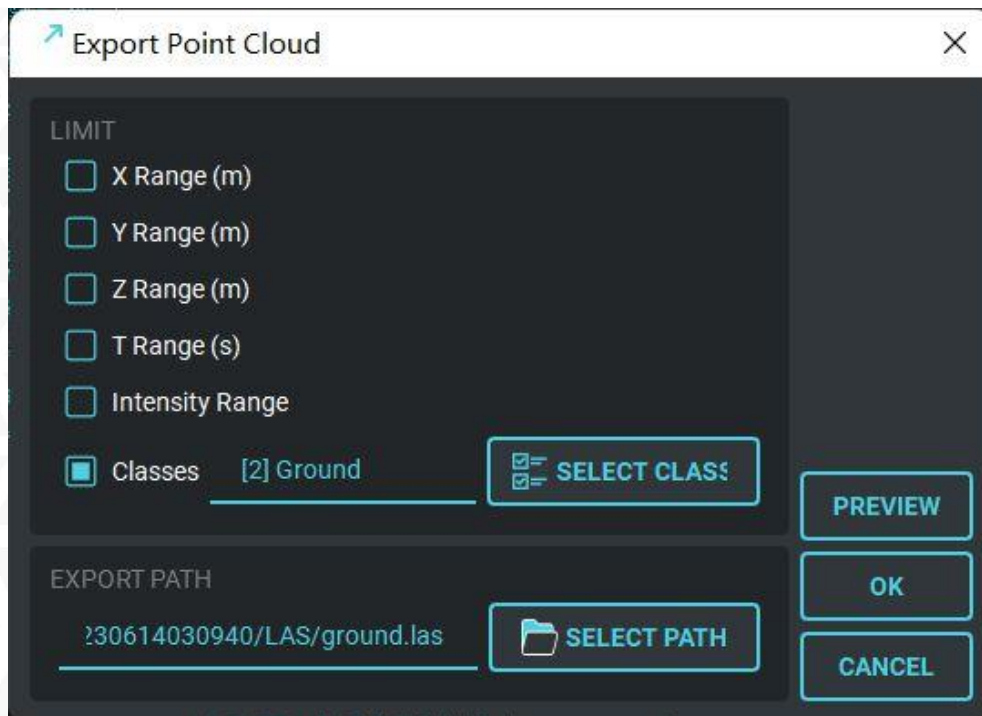 Export Point Cloud
LIMIT
X Range (m)
Y Range (m)
Z Range (m)
T Range (s)
Intensity Range
Classes [2] Ground SELECT CLASS
PREVIEW
EXPORT PATH
OK
230614030940/LAS/ground.las SELECT PATH
CANCEL